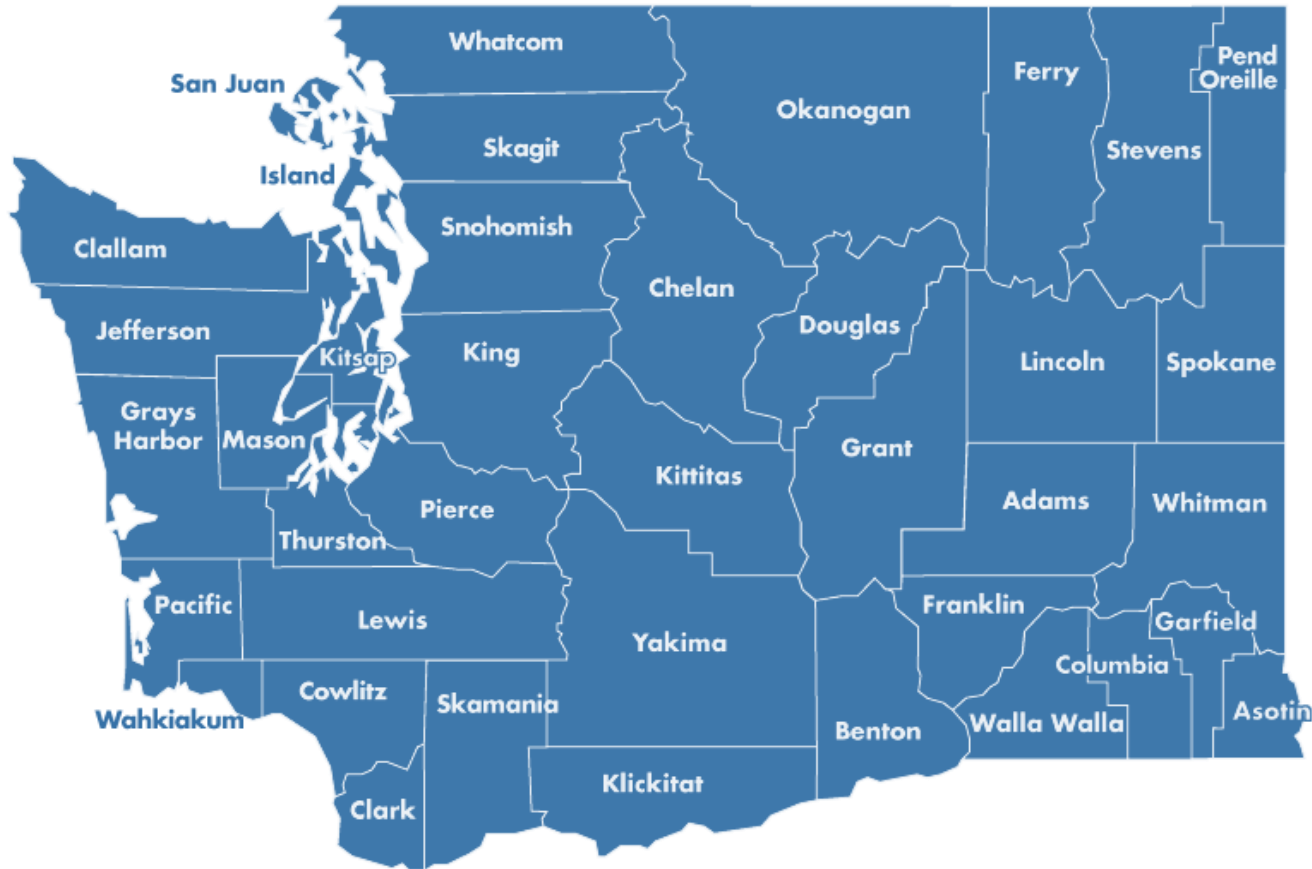 Whatcom
San Juan
Pend
Oreille
Ferry
Okanogan
Skagit
Stevens
Island
Snohomish
Clallam
Chelan
Jefferson
Douglas
King
Kitsap
Lincoln
Spokane
Grays
Harbor
Mason
Grant
Kittitas
Adams
Whitman
Pierce
Thurston
Pacific
Franklin
Lewis
Garfield
Yakima
Columbia
Cowlitz
Skamania
Wahkiakum
Asotin
Walla Walla
Benton
Klickitat
Clark